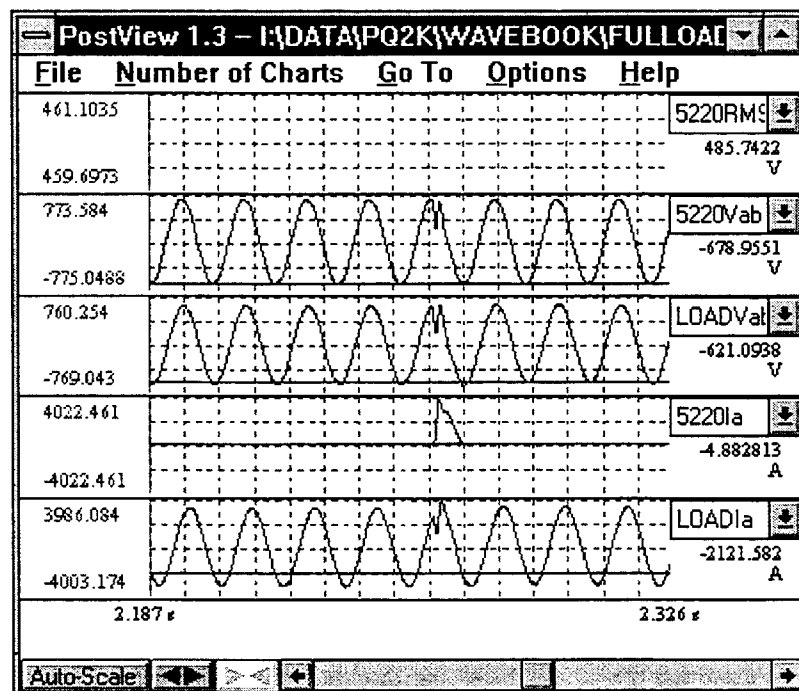 PostView 1.3 – I:\DATA\PQ2K\WAVEBOOK\FULLOAD
File Number of Charts Go To Options Help
461.1035
459.6973
5220RMS
485.7422
V
773.584
-775.0488
5220Vab
-678.9551
V
760.254
-769.043
LOADVab
-621.0938
V
4022.461
-4022.461
5220Ia
-4.882813
A
3986.084
-4003.174
LOADIa
-2121.582
A
2.187 s
2.326 s
Auto-Scale